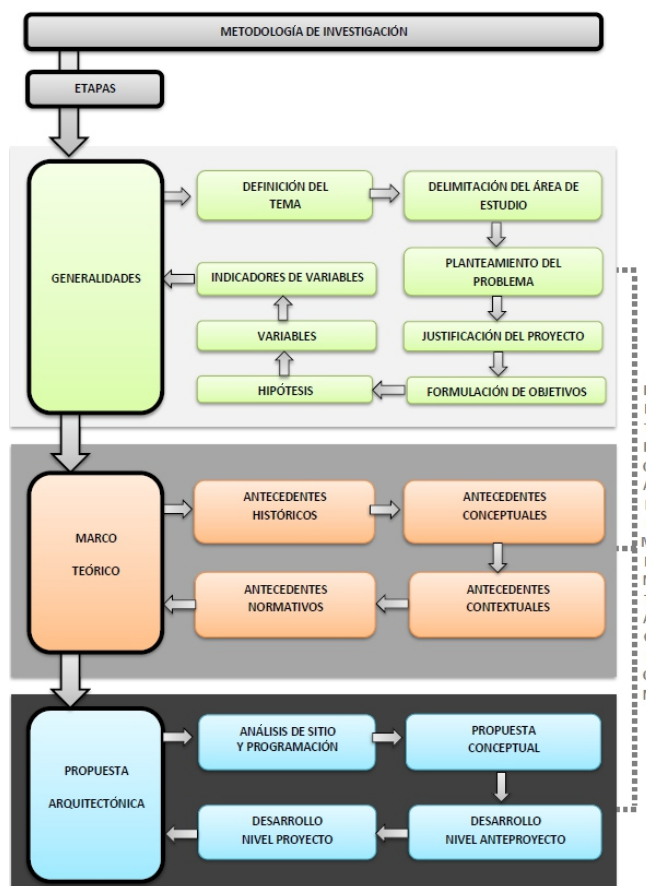 METODOLOGÍA DE INVESTIGACIÓN
ETAPAS
GENERALIDADES
DEFINICIÓN DEL
TEMA
DELIMITACIÓN DEL ÁREA DE
ESTUDIO
PLANTEAMIENTO DEL
PROBLEMA
JUSTIFICACIÓN DEL PROYECTO
FORMULACIÓN DE OBJETIVOS
HIPÓTESIS
VARIABLES
INDICADORES DE VARIABLES
MARCO
TEÓRICO
ANTECEDENTES
HISTÓRICOS
ANTECEDENTES
CONCEPTUALES
ANTECEDENTES
CONTEXTUALES
ANTECEDENTES
NORMATIVOS
PROPUESTA
ARQUITECTÓNICA
ANÁLISIS DE SITIO
Y PROGRAMACIÓN
PROPUESTA
CONCEPTUAL
DESARROLLO
NIVEL ANTEPROYECTO
DESARROLLO
NIVEL PROYECTO